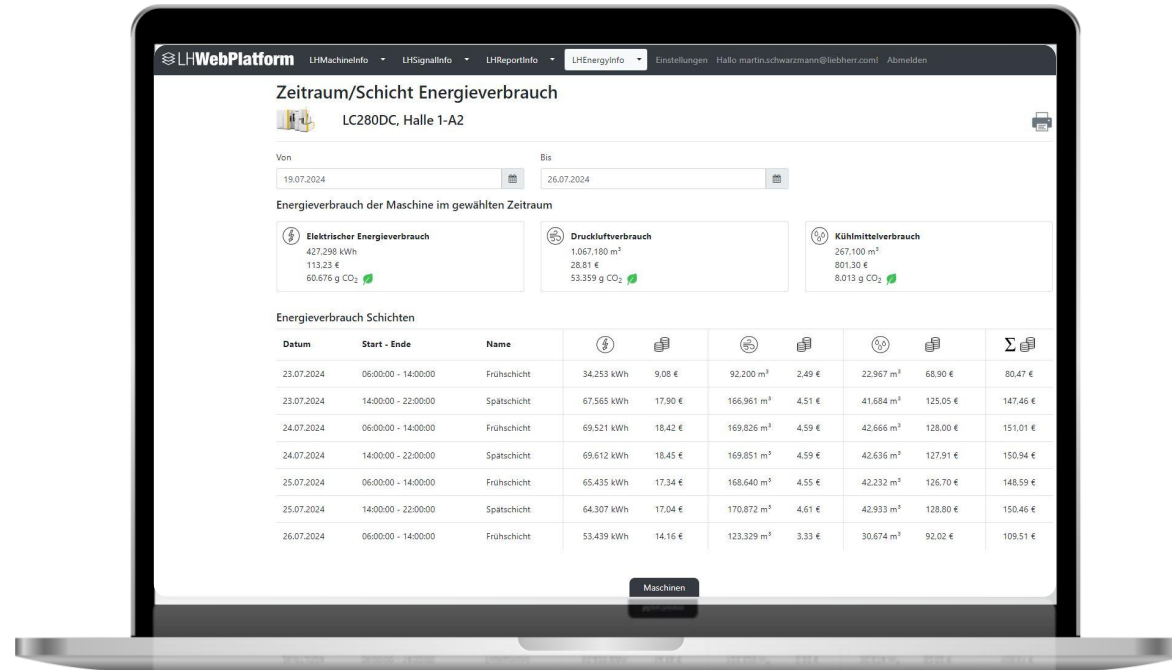 LHWebPlatform LHMachineInfo LHSignalInfo LHReportInfo LHEnergyInfo Einstellungen Hallo martin.schwarzmann@liebherr.com! Abmelden
Zeitraum/Schicht Energieverbrauch
LC280DC, Halle 1-A2
Von Bis
19.07.2024 26.07.2024
Energieverbrauch der Maschine im gewählten Zeitraum
Elektrischer Energieverbrauch Druckluftverbrauch Kühlmittelverbrauch
427,298 kWh 1.067,180 m³ 267,100 m³
113,23 € 28,81 € 801,30 €
60.676 g CO₂ 53.359 g CO₂ 8.013 g CO₂
Energieverbrauch Schichten
Datum Start - Ende Name Σ
23.07.2024 06:00:00 - 14:00:00 Frühschicht 34,253 kWh 9,08 € 92,200 m³ 2,49 € 22,967 m³ 68,90 € 80,47 €
23.07.2024 14:00:00 - 22:00:00 Spätschicht 67,565 kWh 17,90 € 166,961 m³ 4,51 € 41,684 m³ 125,05 € 147,46 €
24.07.2024 06:00:00 - 14:00:00 Frühschicht 69,521 kWh 18,42 € 169,826 m³ 4,59 € 42,666 m³ 128,00 € 151,01 €
24.07.2024 14:00:00 - 22:00:00 Spätschicht 69,612 kWh 18,45 € 169,851 m³ 4,59 € 42,636 m³ 127,91 € 150,94 €
25.07.2024 06:00:00 - 14:00:00 Frühschicht 65,435 kWh 17,34 € 168,640 m³ 4,55 € 42,232 m³ 126,70 € 148,59 €
25.07.2024 14:00:00 - 22:00:00 Spätschicht 64,307 kWh 17,04 € 170,872 m³ 4,61 € 42,933 m³ 128,80 € 150,46 €
26.07.2024 06:00:00 - 14:00:00 Frühschicht 53,439 kWh 14,16 € 123,329 m³ 3,33 € 30,674 m³ 92,02 € 109,51 €
Maschinen